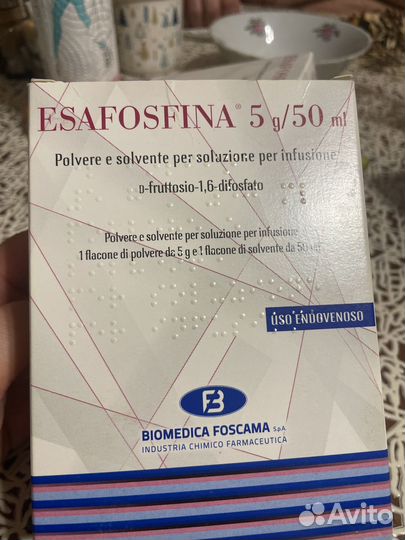 ESAFOSFINA® 5 g/50 ml
Polvere e solvente per soluzione per infusione
D-fruttosio-1,6-difosfato
Polvere e solvente per soluzione per infusione
1 flacone di polvere da 5 g e 1 flacone di solvente da 50 ml
USO ENDOVENOSO
FB
BIOMEDICA FOSCAMA S.p.A.
INDUSTRIA CHIMICO FARMACEUTICA
Avito